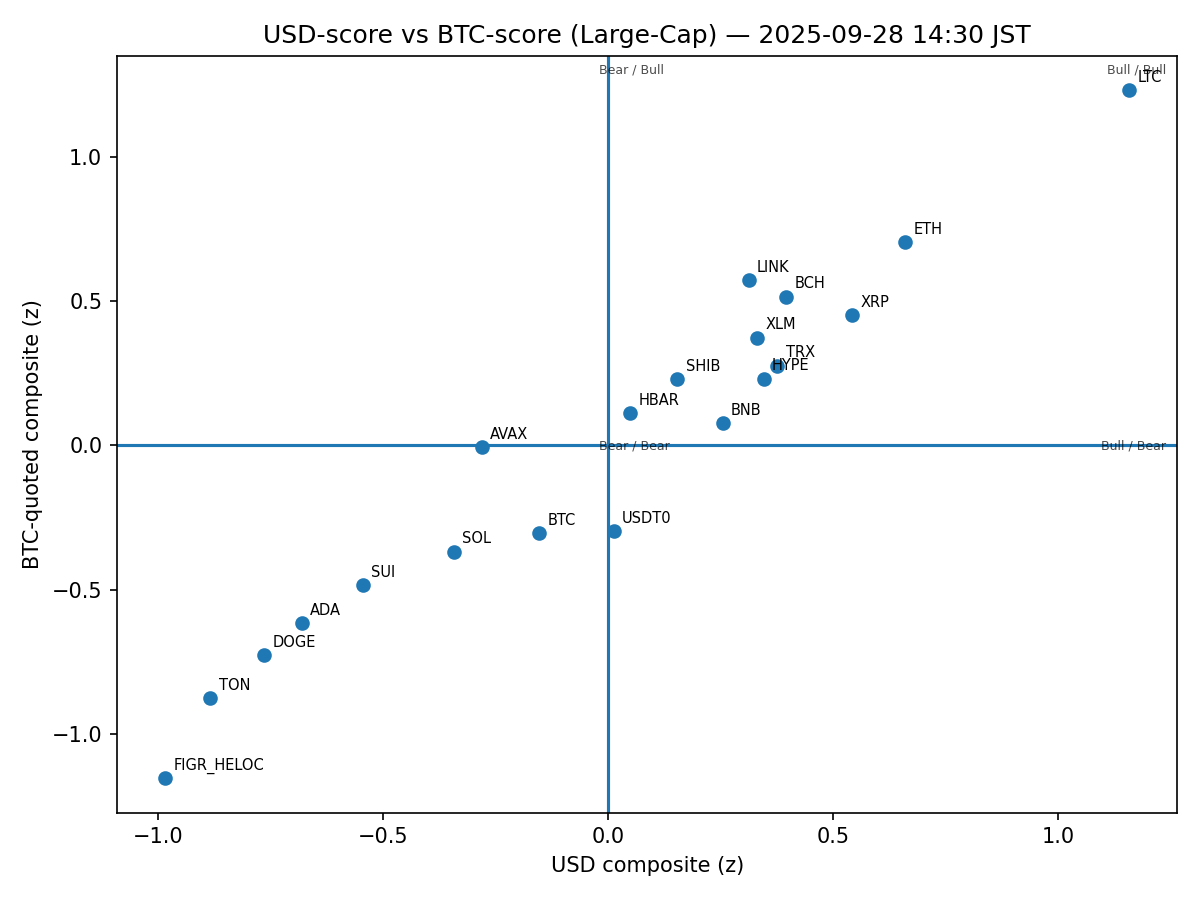 USD-score vs BTC-score (Large-Cap) — 2025-09-28 14:30 JST
Bear / Bull
Bull / Bull
LTC
1.0
ETH
LINK
BCH
0.5
XRP
XLM
TRX
HYPE
SHIB
HBAR
BNB
AVAX
0.0
Bear / Bear
Bull / Bear
BTC
USDT0
SOL
SUI
−0.5
ADA
DOGE
TON
−1.0
FIGR_HELOC
−1.0
−0.5
0.0
0.5
1.0
USD composite (z)
BTC-quoted composite (z)